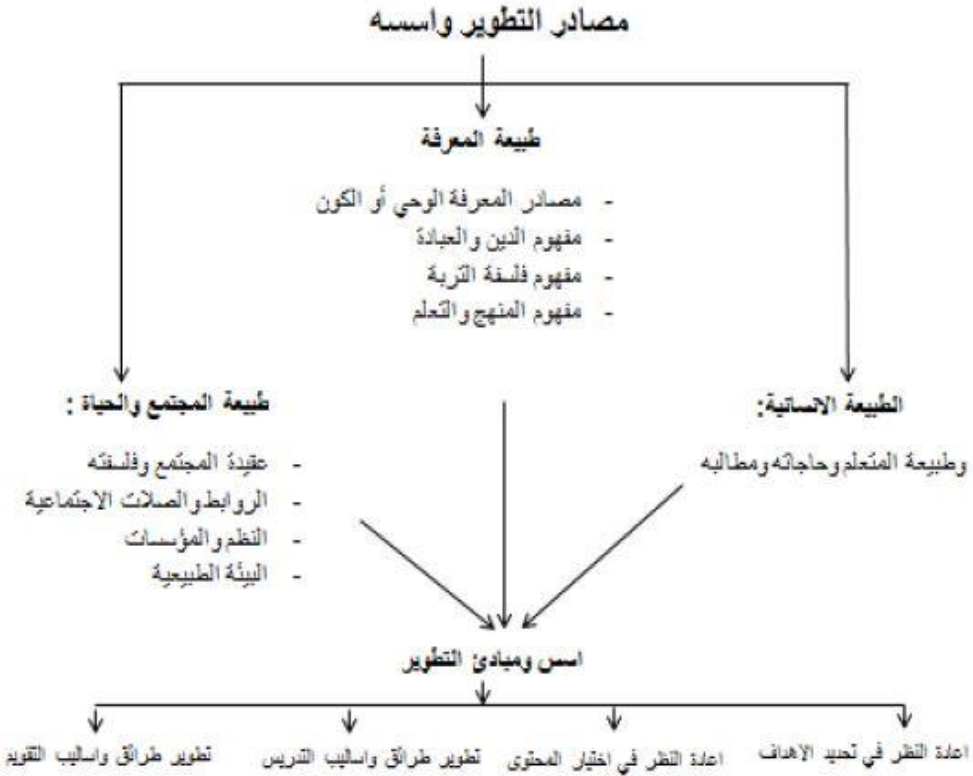 مصادر التطوير واسسه
طبيعة المعرفة
- مصادر المعرفة الوحي أو الكون
- مفهوم الدين والعبادة
- مفهوم فلسفة التربة
- مفهوم المنهج والتعلم
الطبيعة الانسانية:
وطبيعة المتعلم وحاجاته ومطالبه
طبيعة المجتمع والحياة :
- عقيدة المجتمع وفلسفته
- الروابط والصلات الاجتماعية
- النظم والمؤسسات
- البيئة الطبيعية
اسس ومبادئ التطوير
اعادة النظر في تحديد الاهداف
اعادة النظر في اختيار المحتوى
تطوير طرائق واساليب التدريس
تطوير طرائق واساليب التقويم